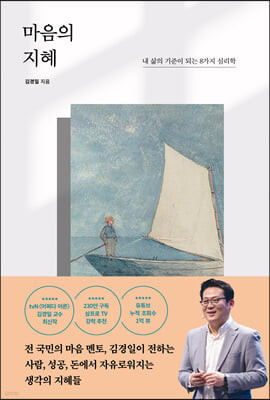 마음의
지혜
김경일 지음
내 삶의 기준이 되는 8가지 심리학
★★★★★
tvN 〈어쩌다 어른〉
김경일 교수
최신작
★★★★★
230만 구독
삼프로 TV
강력 추천
★★★★★
유튜브
누적 조회수
1억 뷰
전 국민의 마음 멘토, 김경일이 전하는
사람, 성공, 돈에서 자유로워지는
생각의 지혜들